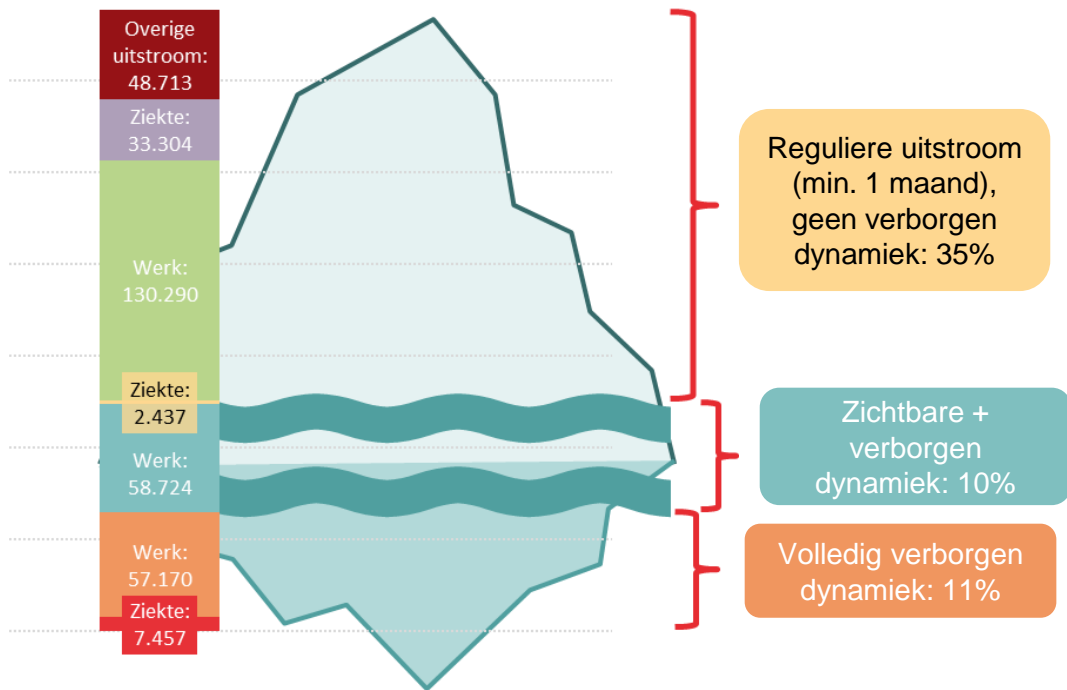 Overige
uitstroom:
48.713
Ziekte:
33.304
Werk:
130.290
Ziekte:
2.437
Werk:
58.724
Werk:
57.170
Ziekte:
7.457
Reguliere uitstroom
(min. 1 maand),
geen verborgen
dynamiek: 35%
Zichtbare +
verborgen
dynamiek: 10%
Volledig verborgen
dynamiek: 11%